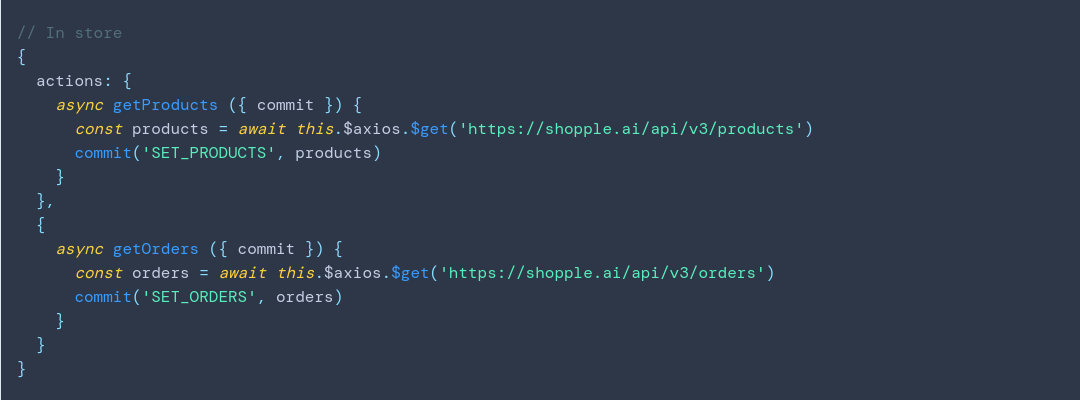 // In store
{
  actions: {
    async getProducts ({ commit }) {
      const products = await this.$axios.$get('https://shopple.ai/api/v3/products')
      commit('SET_PRODUCTS', products)
    }
  },
  {
    async getOrders ({ commit }) {
      const orders = await this.$axios.$get('https://shopple.ai/api/v3/orders')
      commit('SET_ORDERS', orders)
    }
  }
}